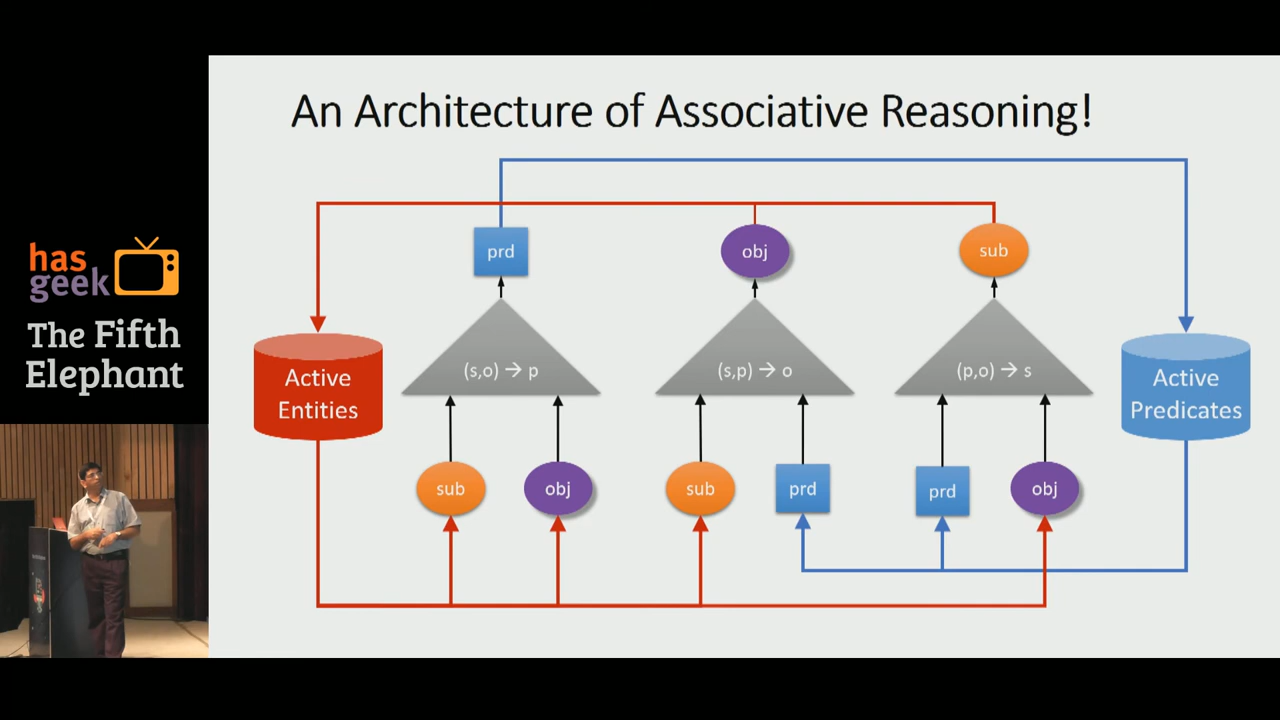 An Architecture of Associative Reasoning!
has
geek
The Fifth
Elephant
prd
obj
sub
Active
Entities
(s,o) → p
(s,p) → o
(p,o) → s
Active
Predicates
sub
obj
sub
prd
prd
obj